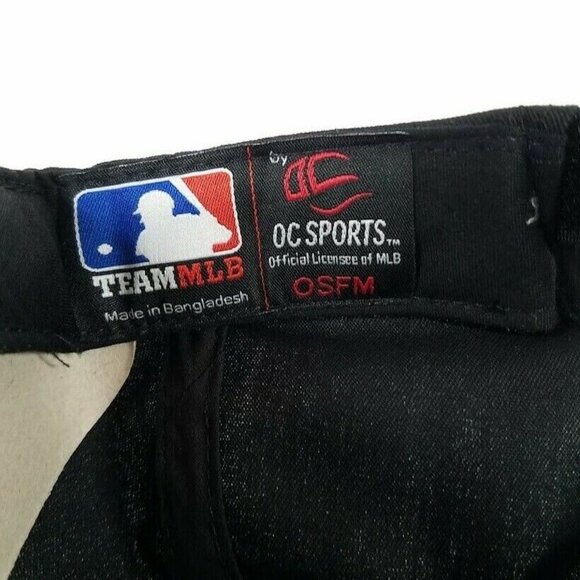 TEAMMLB
Made in Bangladesh
by
OC SPORTS™
Official Licensee of MLB
OSFM